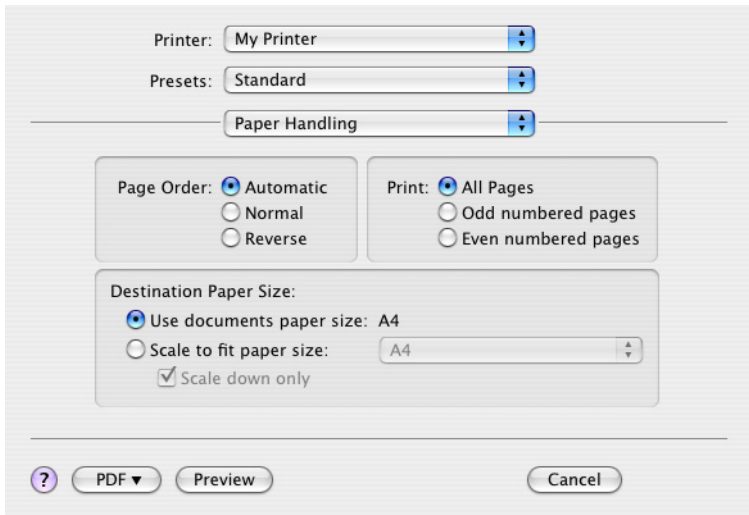 Printer: My Printer
Presets: Standard
Paper Handling
Page Order: Automatic
Normal
Reverse
Print: All Pages
Odd numbered pages
Even numbered pages
Destination Paper Size:
Use documents paper size: A4
Scale to fit paper size: A4
Scale down only
? PDF▼ Preview Cancel